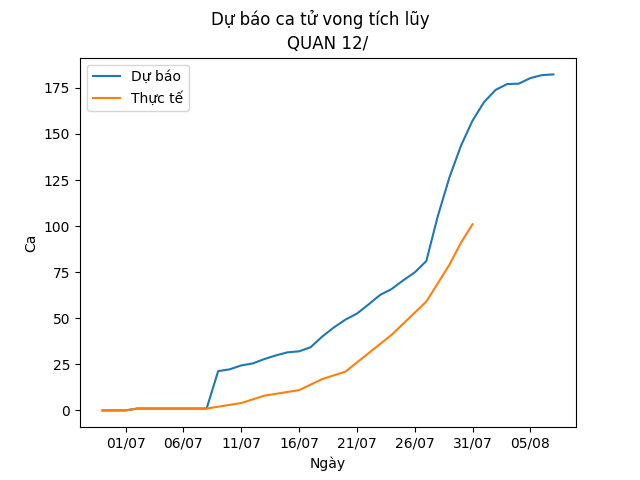 Dự báo ca tử vong tích lũy
QUAN 12/
Dự báo
Thực tế
Ca
175
150
125
100
75
50
25
0
01/07 06/07 11/07 16/07 21/07 26/07 31/07 05/08
Ngày